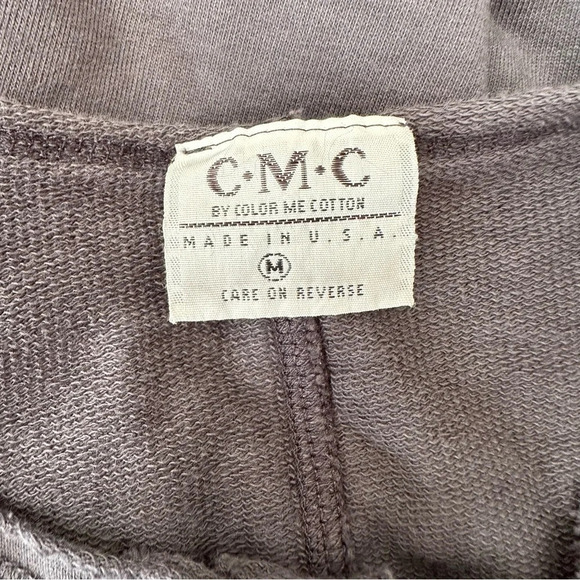 C·M·C
BY COLOR ME COTTON
MADE IN U.S.A.
M
CARE ON REVERSE